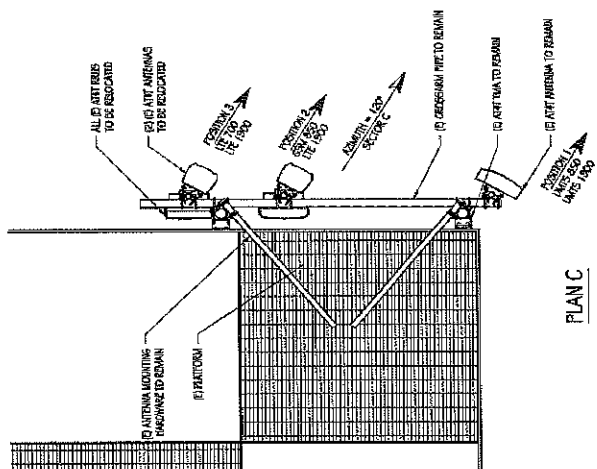 ALL (E) AT&T RRUS
TO BE RELOCATED
(2) (E) AT&T ANTENNAS
TO BE RELOCATED
POSITION 3
LTE 700
LTE 1900
POSITION 2
GSM 850
LTE 1900
AZIMUTH = 120°
SECTOR C
(E) CROSSARM PIPE TO REMAIN
(E) AT&T TMA TO REMAIN
(E) AT&T ANTENNA TO REMAIN
POSITION 1
UMTS 850
UMTS 1900
(E) ANTENNA MOUNTING
HARDWARE TO REMAIN
(E) PLATFORM
PLAN C